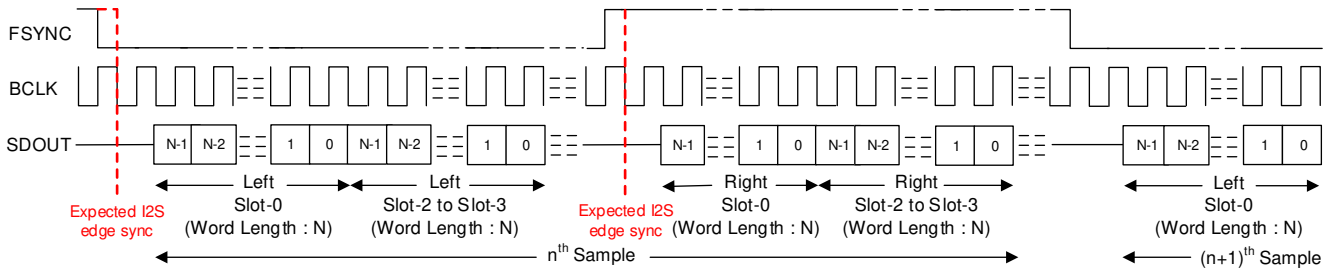 FSYNC
BCLK
SDOUT
N-1 N-2 1 0 N-1 N-2 1 0 N-1 1 0 N-1 N-2 1 0 N-1 N-2 1 0
Left Left Right Right Left
Expected I2S edge sync
Slot-0 (Word Length : N)
Slot-2 to Slot-3 (Word Length : N)
Expected I2S edge sync
Slot-0 (Word Length : N)
Slot-2 to Slot-3 (Word Length : N)
Slot-0 (Word Length : N)
nth Sample
(n+1)th Sample